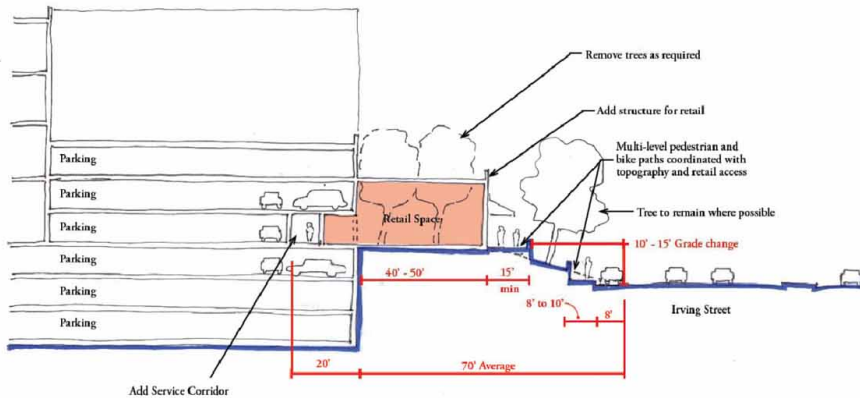 Remove trees as required
Add structure for retail
Multi-level pedestrian and
bike paths coordinated with
topography and retail access
Tree to remain where possible
10' - 15' Grade change
Parking
Parking
Parking
Parking
Parking
Parking
Retail Space
40' - 50'
15'
min
8' to 10'
8'
Irving Street
20'
70' Average
Add Service Corridor